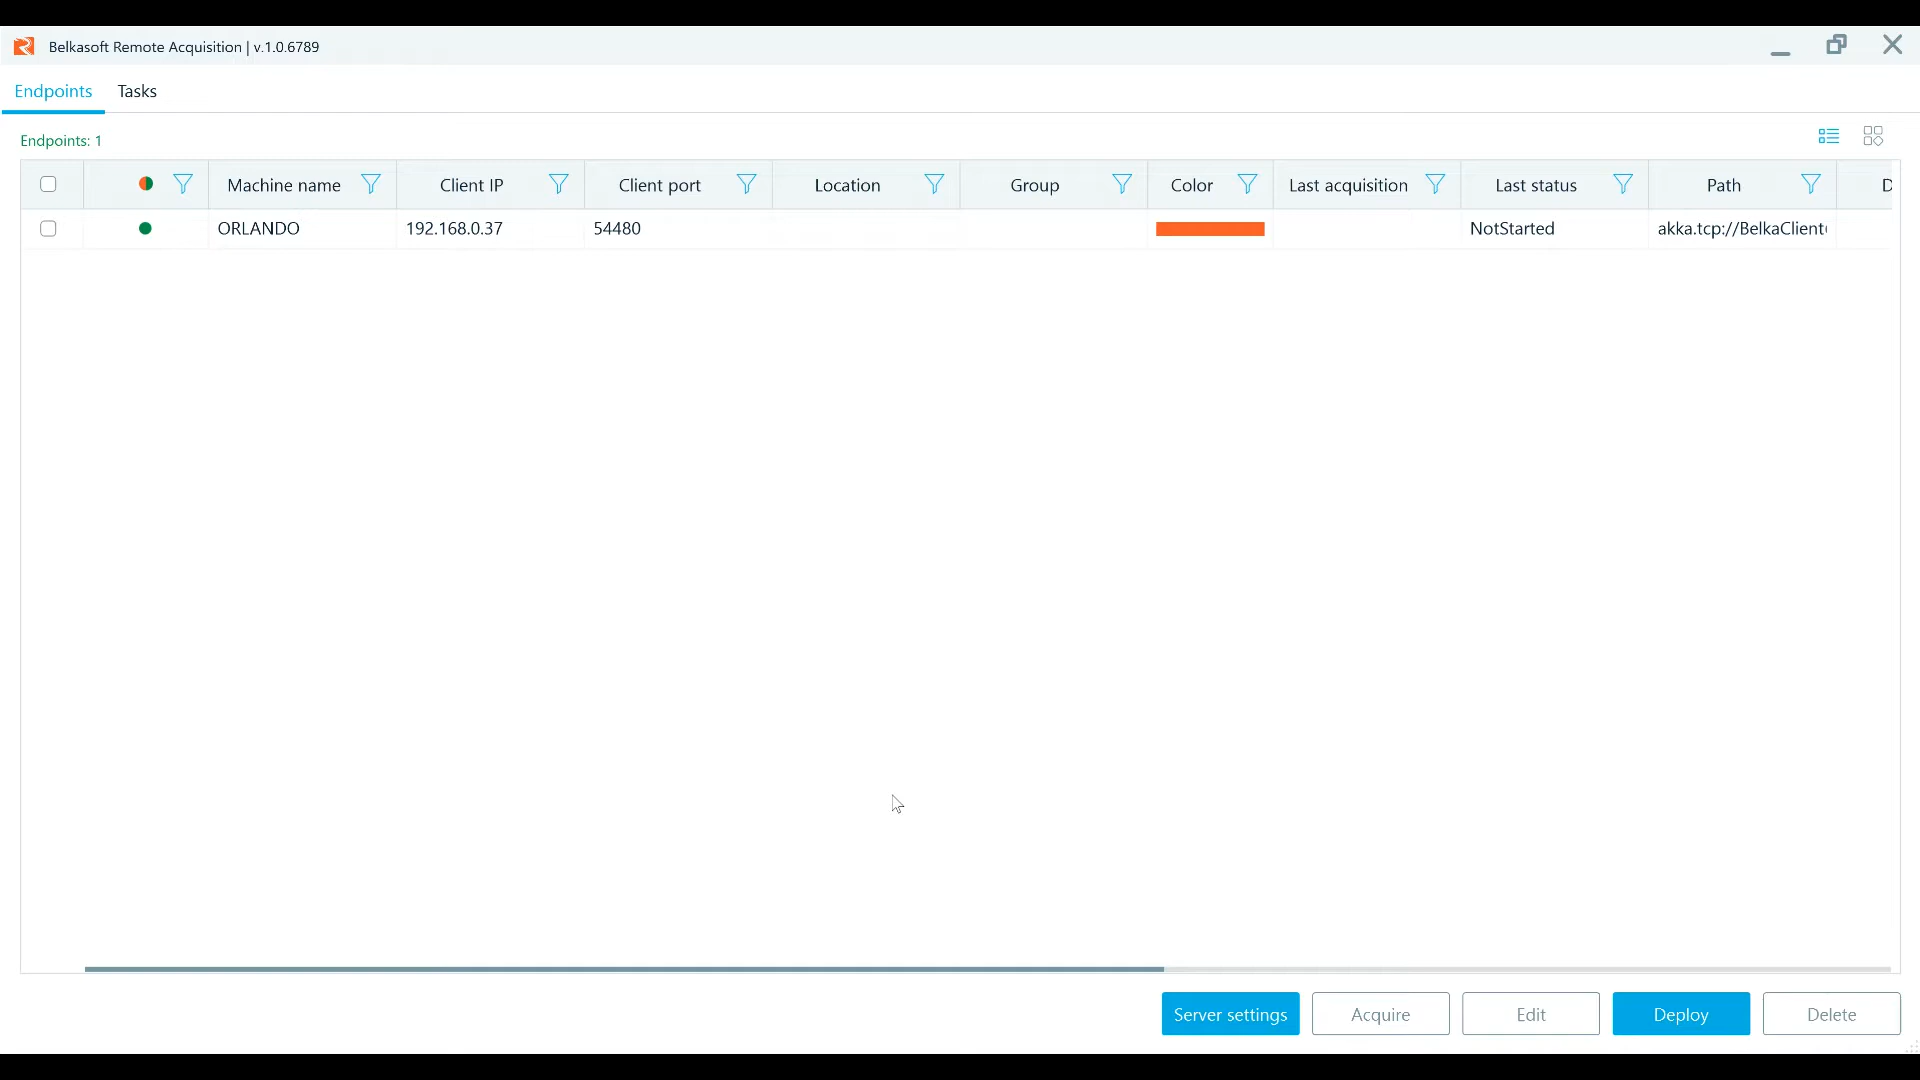 Belkasoft Remote Acquisition | v.1.0.6789
Endpoints Tasks
Endpoints: 1
Machine name Client IP Client port Location Group Color Last acquisition Last status Path D
ORLANDO 192.168.0.37 54480 NotStarted akka.tcp://BelkaClient
Server settings Acquire Edit Deploy Delete